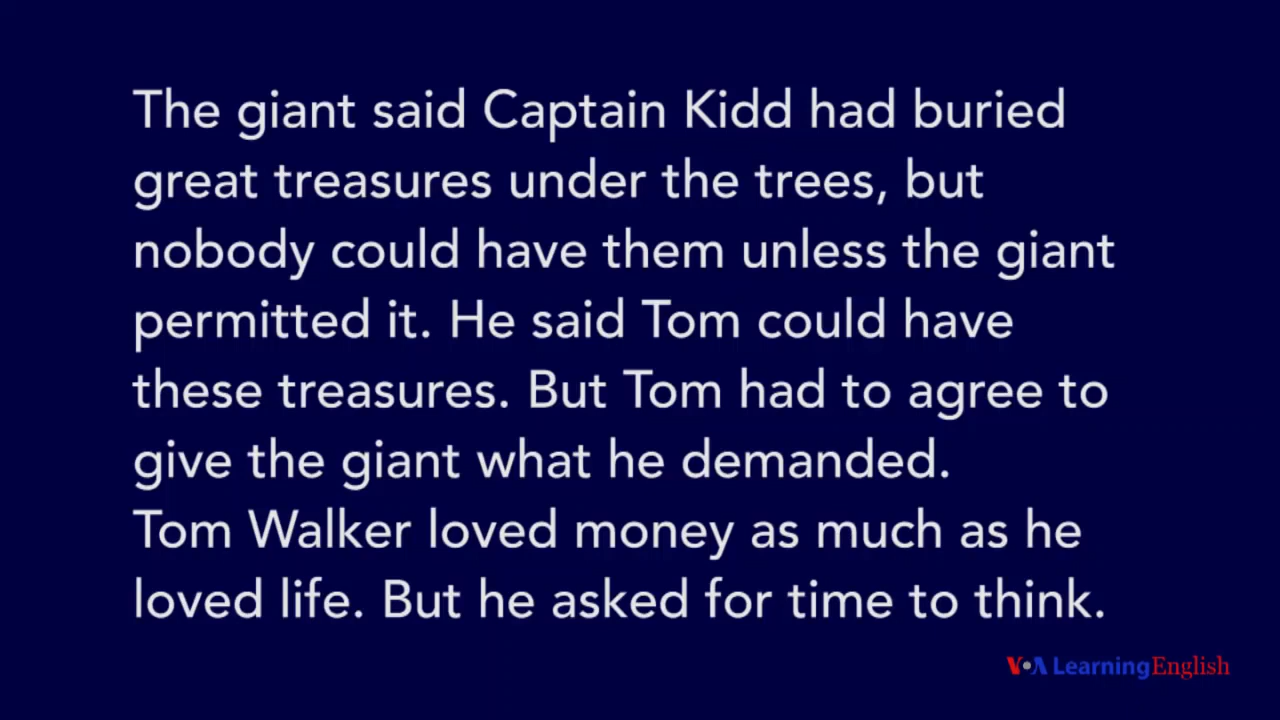 The giant said Captain Kidd had buried
great treasures under the trees, but
nobody could have them unless the giant
permitted it. He said Tom could have
these treasures. But Tom had to agree to
give the giant what he demanded.
Tom Walker loved money as much as he
loved life. But he asked for time to think.
VOA LearningEnglish